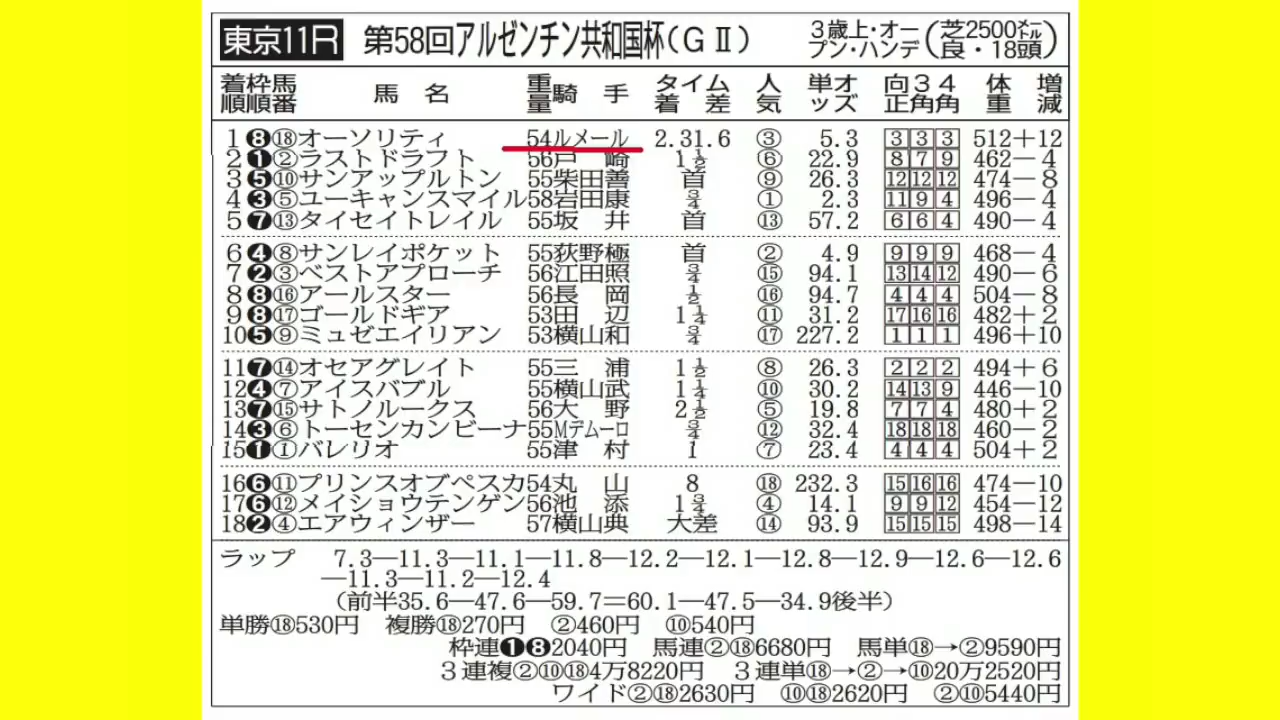 東京11R 第58回アルゼンチン共和国杯(GⅡ) 3歳上・オープン・ハンデ(芝2500㍍ 良・18頭)
着順 枠順 馬番 馬名 重量 騎手 タイム着差 人気 単オッズ 向正 3角 4角 体重 増減
1 8 ⑱ オーソリティ 54 ルメール 2.31.6 ③ 5.3 3 3 3 512+12
2 1 ② ラストドラフト 56 戸崎 1½ ⑥ 22.9 8 7 9 462-4
3 5 ⑩ サンアップルトン 55 柴田善 首 ⑨ 26.3 12 12 12 474-8
4 3 ⑤ ユーキャンスマイル 58 岩田康 ¾ ① 2.3 11 9 4 496-4
5 7 ⑬ タイセイトレイル 55 坂井 首 ⑬ 57.2 6 6 4 490-4
6 4 ⑧ サンレイポケット 55 荻野極 首 ② 4.9 9 9 9 468-4
7 2 ③ ベストアプローチ 56 江田照 ¾ ⑮ 94.1 13 14 12 490-6
8 8 ⑯ アールスター 56 長岡 ½ ⑯ 94.7 4 4 4 504-8
9 8 ⑰ ゴールドギア 53 田辺 1¼ ⑪ 31.2 17 16 16 482+2
10 5 ⑨ ミュゼエイリアン 53 横山和 ¾ ⑰ 227.2 1 1 1 496+10
11 7 ⑭ オセアグレイト 55 三浦 1½ ⑧ 26.3 2 2 2 494+6
12 4 ⑦ アイスバブル 55 横山武 1¼ ⑩ 30.2 14 13 9 446-10
13 7 ⑮ サトノルークス 56 大野 2½ ⑤ 19.8 7 7 4 480+2
14 3 ⑥ トーセンカンビーナ 55 Mデムーロ ¾ ⑫ 32.4 18 18 18 460-2
15 1 ① バレリオ 55 津村 1 ⑦ 23.4 4 4 4 504+2
16 6 ⑪ プリンスオブペスカ 54 丸山 8 ⑱ 232.3 15 16 16 474-10
17 6 ⑫ メイショウテンゲン 56 池添 1¾ ④ 14.1 9 9 12 454-12
18 2 ④ エアウィンザー 57 横山典 大差 ⑭ 93.9 15 15 15 498-14
ラップ 7.3—11.3—11.1—11.8—12.2—12.1—12.8—12.9—12.6—12.6
—11.3—11.2—12.4
(前半35.6—47.6—59.7=60.1—47.5—34.9後半)
単勝⑱530円 複勝⑱270円 ②460円 ⑩540円
枠連❶❽2040円 馬連②⑱6680円 馬単⑱→②9590円
3連複②⑩⑱4万8220円 3連単⑱→②→⑩20万2520円
ワイド②⑱2630円 ⑩⑱2620円 ②⑩5440円